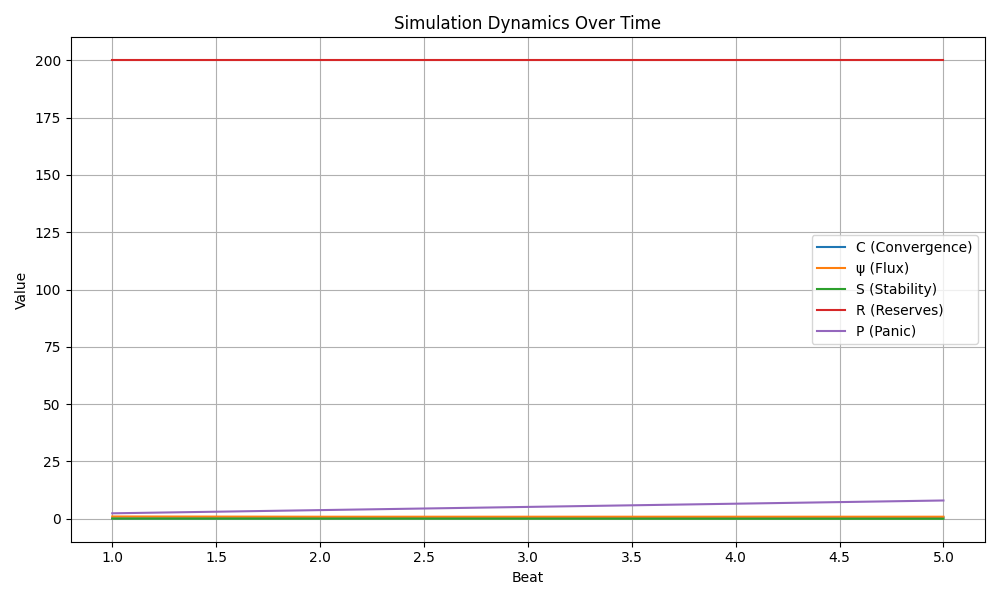 Simulation Dynamics Over Time
Value
200
175
150
125
100
75
50
25
0
C (Convergence)
ψ (Flux)
S (Stability)
R (Reserves)
P (Panic)
1.0 1.5 2.0 2.5 3.0 3.5 4.0 4.5 5.0
Beat